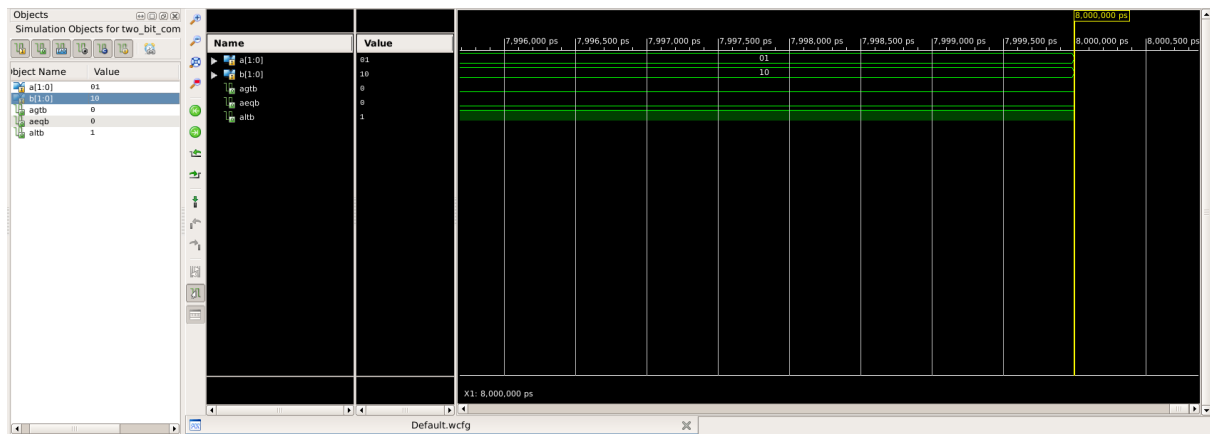 Objects
Simulation Objects for two_bit_com
bject Name Value
a[1:0] 01
b[1:0] 10
agtb 0
aeqb 0
altb 1
Name Value
a[1:0] 01
b[1:0] 10
agtb 0
aeqb 0
altb 1
8,000,000 ps
7,996,000 ps 7,996,500 ps 7,997,000 ps 7,997,500 ps 7,998,000 ps 7,998,500 ps 7,999,000 ps 7,999,500 ps 8,000,000 ps 8,000,500 ps
01
10
X1: 8,000,000 ps
Default.wcfg